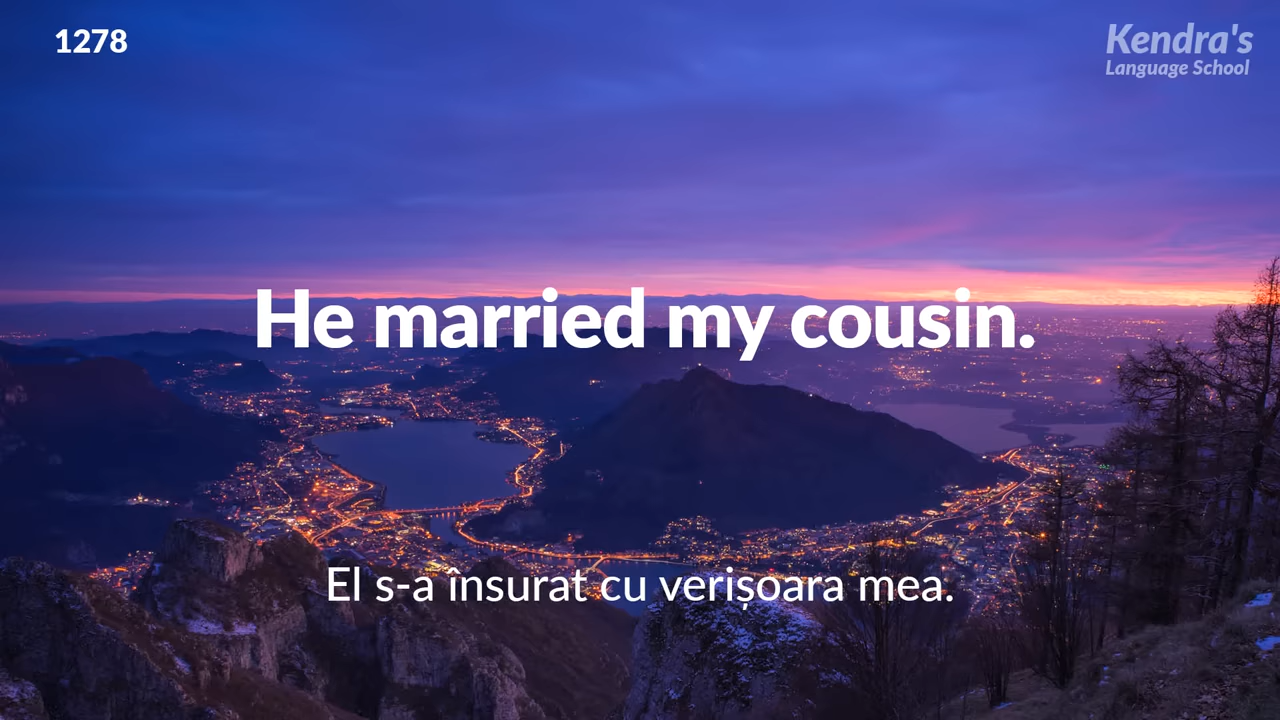 1278
Kendra's
Language School
He married my cousin.
El s-a însurat cu verișoara mea.